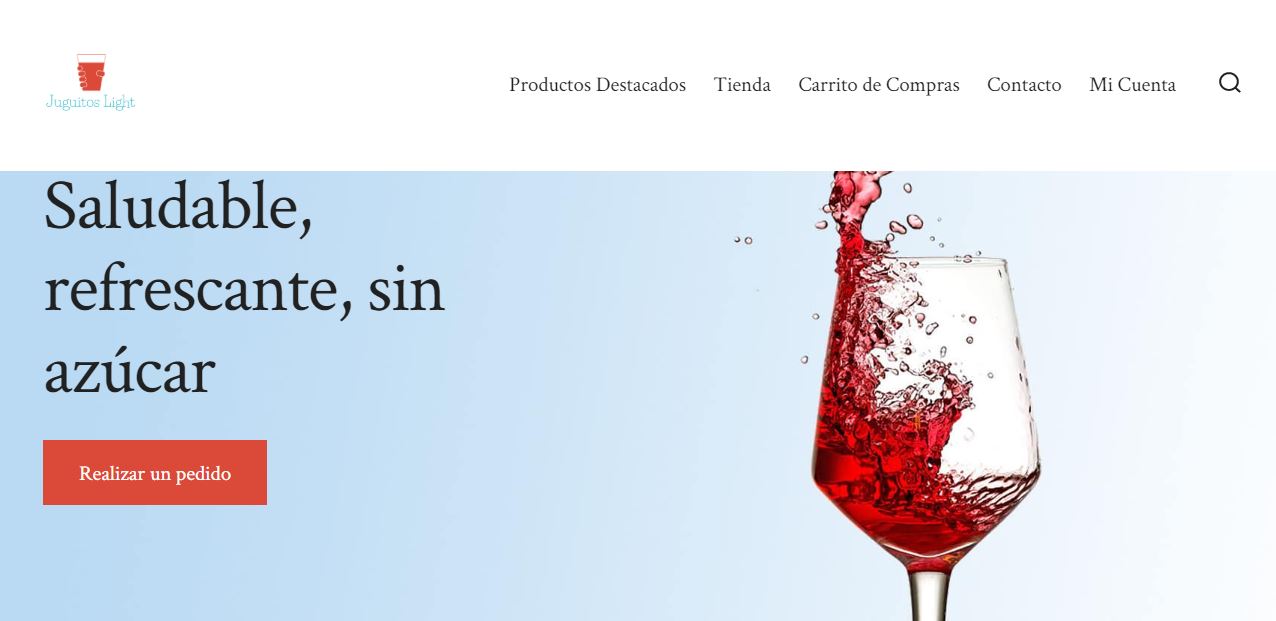 Juguitos Light
Productos Destacados Tienda Carrito de Compras Contacto Mi Cuenta
Saludable,
refrescante, sin
azúcar
Realizar un pedido